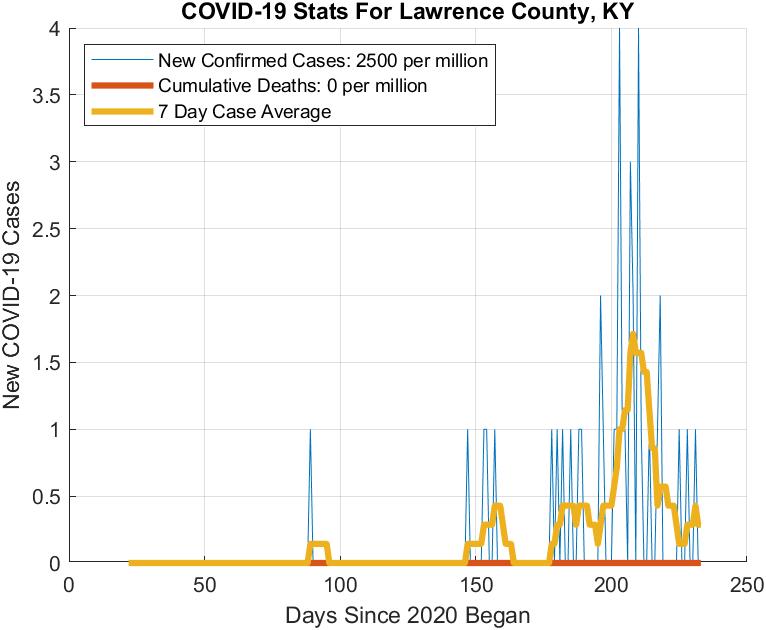 COVID-19 Stats For Lawrence County, KY
New Confirmed Cases: 2500 per million
Cumulative Deaths: 0 per million
7 Day Case Average
New COVID-19 Cases
4
3.5
3
2.5
2
1.5
1
0.5
0
0 50 100 150 200 250
Days Since 2020 Began